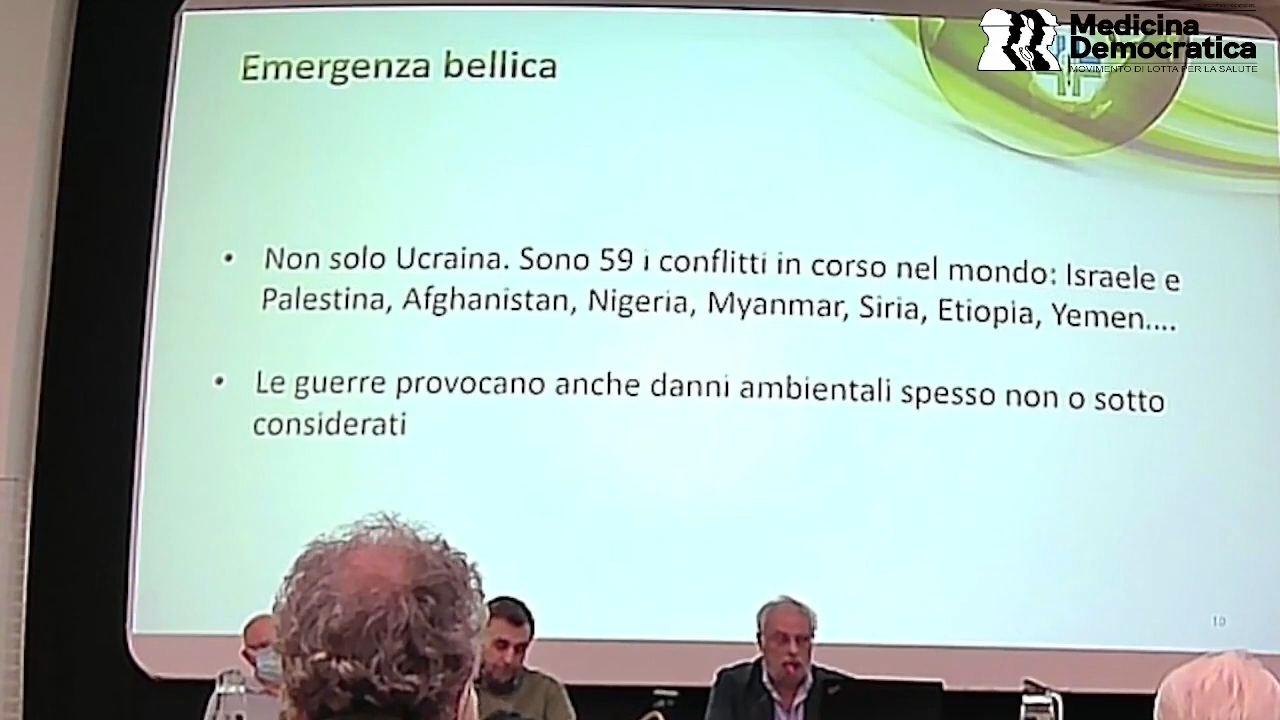 Medicina
Democratica
MOVIMENTO DI LOTTA PER LA SALUTE
Emergenza bellica
• Non solo Ucraina. Sono 59 i conflitti in corso nel mondo: Israele e
Palestina, Afghanistan, Nigeria, Myanmar, Siria, Etiopia, Yemen....
• Le guerre provocano anche danni ambientali spesso non o sotto
considerati
10